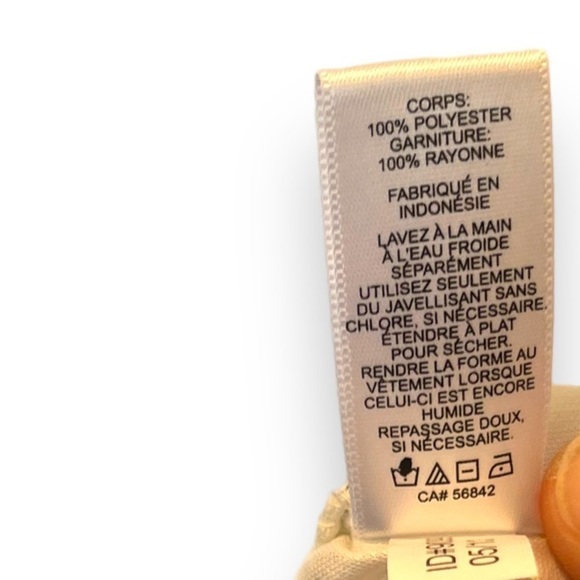 CORPS:
100% POLYESTER
GARNITURE:
100% RAYONNE
FABRIQUÉ EN
INDONÉSIE
LAVEZ À LA MAIN
À L'EAU FROIDE
SÉPARÉMENT
UTILISEZ SEULEMENT
DU JAVELLISANT SANS
CHLORE, SI NÉCESSAIRE.
ÉTENDRE À PLAT
POUR SÉCHER.
RENDRE LA FORME AU
VÊTEMENT LORSQUE
CELUI-CI EST ENCORE
HUMIDE
REPASSAGE DOUX,
SI NÉCESSAIRE.
CA# 56842
05/1